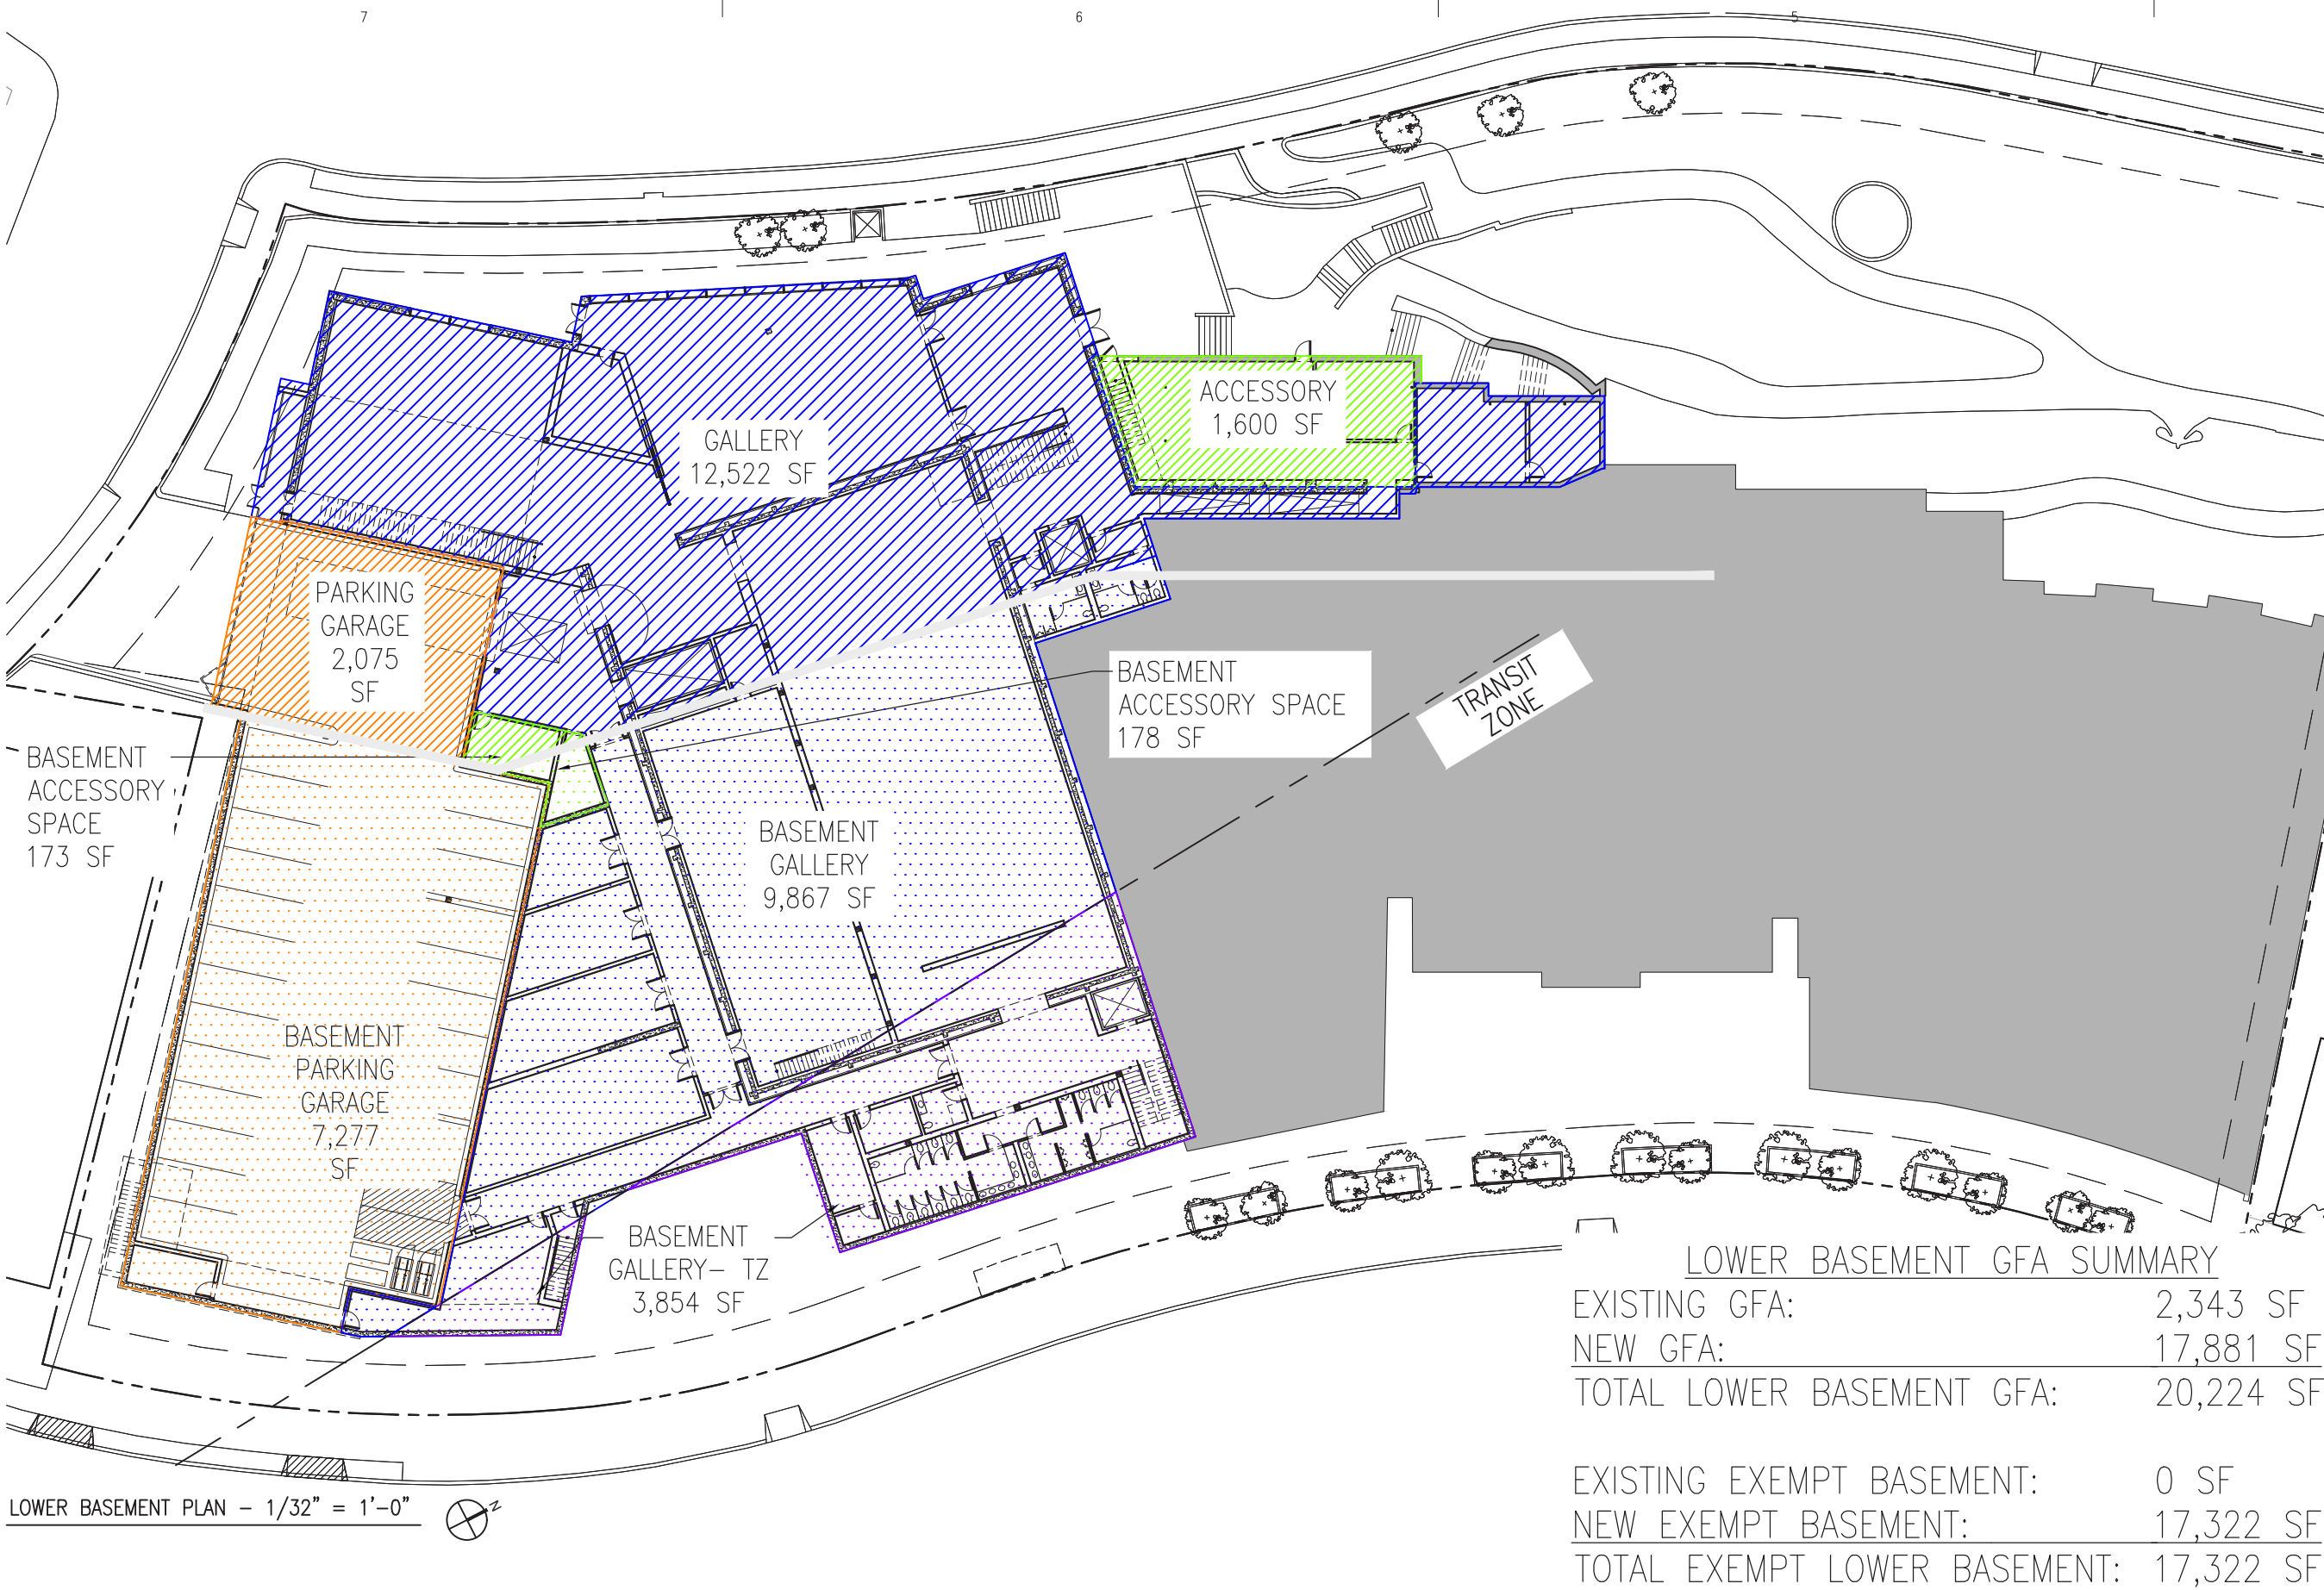 7
6
5
GALLERY
12,522 SF
ACCESSORY
1,600 SF
PARKING
GARAGE
2,075
SF
BASEMENT
ACCESSORY SPACE
178 SF
TRANSIT
ZONE
BASEMENT
ACCESSORY
SPACE
173 SF
BASEMENT
GALLERY
9,867 SF
BASEMENT
PARKING
GARAGE
7,277
SF
BASEMENT
GALLERY– TZ
3,854 SF
LOWER BASEMENT GFA SUMMARY
EXISTING GFA: 2,343 SF
NEW GFA: 17,881 SF
TOTAL LOWER BASEMENT GFA: 20,224 SF
EXISTING EXEMPT BASEMENT: 0 SF
NEW EXEMPT BASEMENT: 17,322 SF
TOTAL EXEMPT LOWER BASEMENT: 17,322 SF
LOWER BASEMENT PLAN – 1/32" = 1'–0"
N